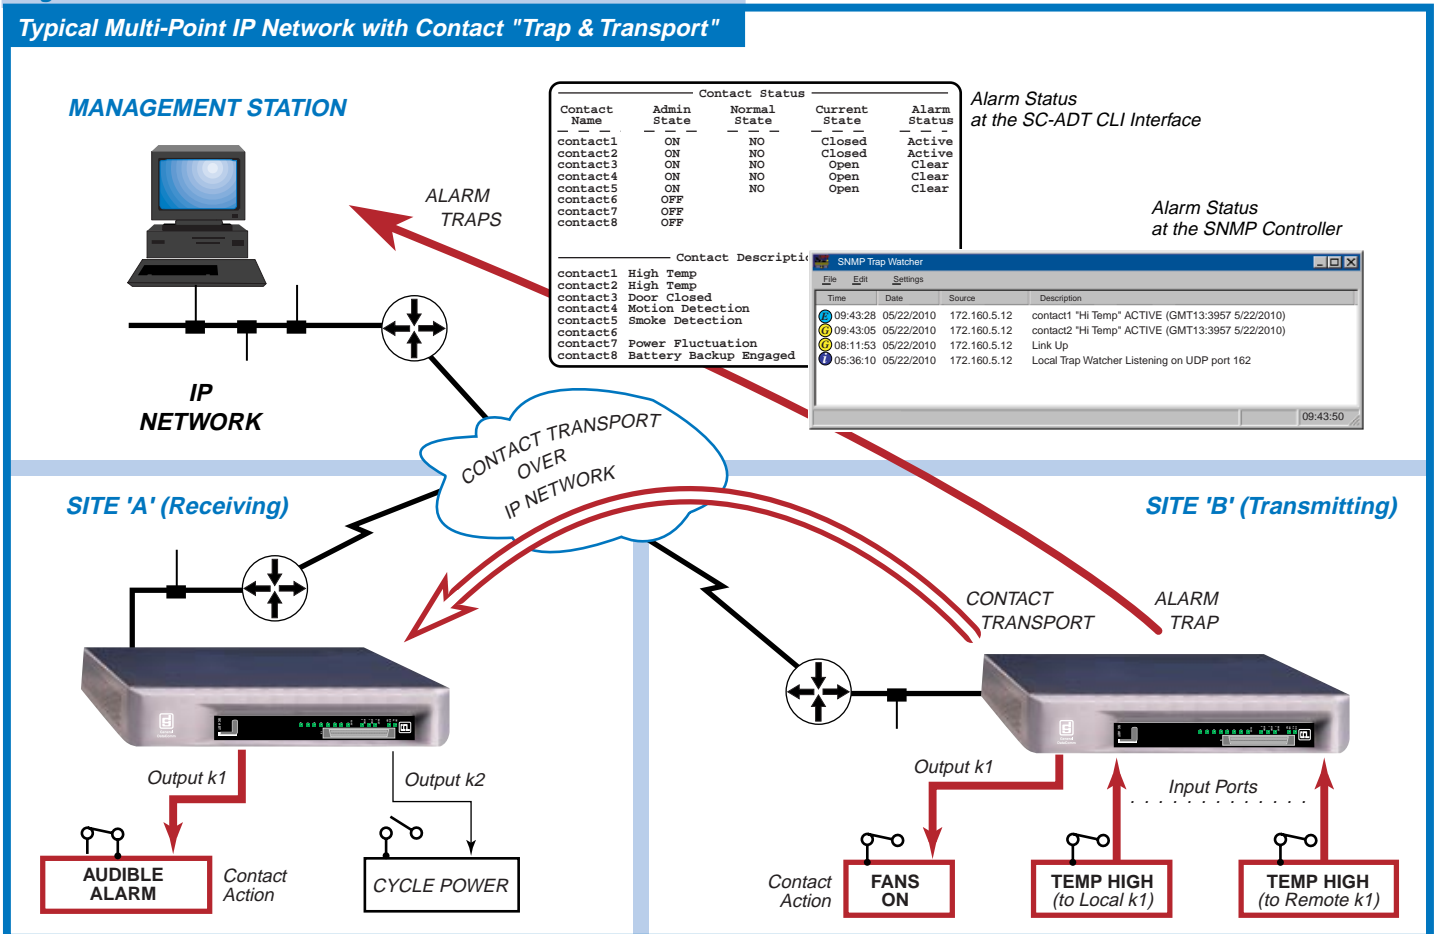 Typical Multi-Point IP Network with Contact "Trap & Transport"
MANAGEMENT STATION
ALARM
TRAPS
IP
NETWORK
Contact Status
Contact Name Admin State Normal State Current State Alarm Status
contact1 ON NO Closed Active
contact2 ON NO Closed Active
contact3 ON NO Open Clear
contact4 ON NO Open Clear
contact5 ON NO Open Clear
contact6 OFF
contact7 OFF
contact8 OFF
Contact Descriptio
contact1 High Temp
contact2 High Temp
contact3 Door Closed
contact4 Motion Detection
contact5 Smoke Detection
contact6
contact7 Power Fluctuation
contact8 Battery Backup Engaged
Alarm Status
at the SC-ADT CLI Interface
Alarm Status
at the SNMP Controller
SNMP Trap Watcher
File Edit Settings
Time Date Source Description
E 09:43:28 05/22/2010 172.160.5.12 contact1 "Hi Temp" ACTIVE (GMT13:3957 5/22/2010)
G 09:43:05 05/22/2010 172.160.5.12 contact2 "Hi Temp" ACTIVE (GMT13:3957 5/22/2010)
G 08:11:53 05/22/2010 172.160.5.12 Link Up
i 05:36:10 05/22/2010 172.160.5.12 Local Trap Watcher Listening on UDP port 162
09:43:50
CONTACT TRANSPORT
OVER
IP NETWORK
SITE 'A' (Receiving)
SITE 'B' (Transmitting)
CONTACT
TRANSPORT
ALARM
TRAP
Output k1
Output k2
AUDIBLE
ALARM
Contact
Action
CYCLE POWER
Output k1
Input Ports
Contact
Action
FANS
ON
TEMP HIGH
(to Local k1)
TEMP HIGH
(to Remote k1)